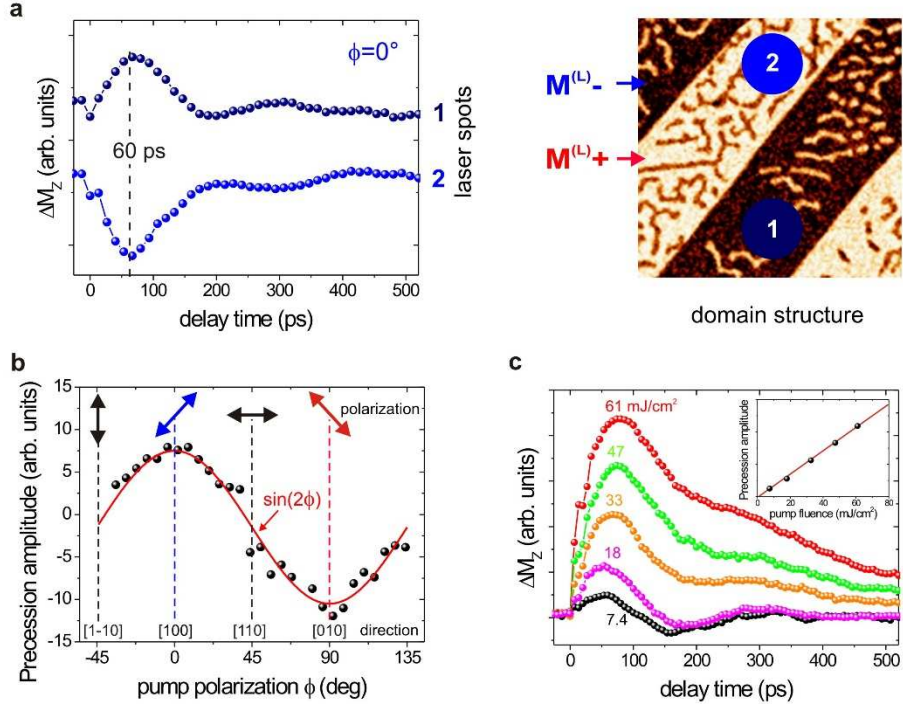 a
ΔM_Z (arb. units)
ϕ=0°
60 ps
1
2
laser spots
0 100 200 300 400 500
delay time (ps)
M(L)-
M(L)+
2
1
domain structure
b
Precession amplitude (arb. units)
15
10
5
0
-5
-10
-15
polarization
sin(2ϕ)
[1-10] [100] [110] [010] direction
-45 0 45 90 135
pump polarization ϕ (deg)
c
ΔM_Z (arb. units)
61 mJ/cm²
47
33
18
7.4
Precession amplitude
0 20 40 60 80
pump fluence (mJ/cm²)
0 100 200 300 400 500
delay time (ps)